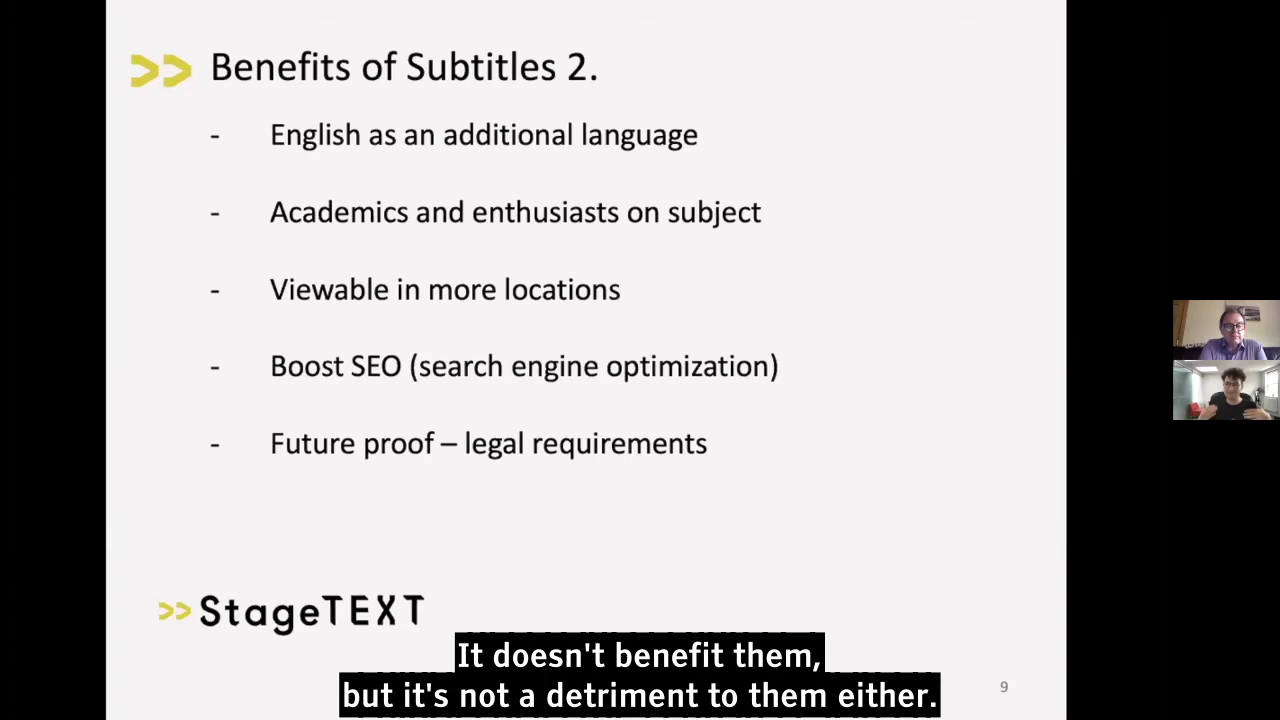 >> Benefits of Subtitles 2.
- English as an additional language
- Academics and enthusiasts on subject
- Viewable in more locations
- Boost SEO (search engine optimization)
- Future proof – legal requirements
>> StageTEXT
It doesn't benefit them,
but it's not a detriment to them either.
9